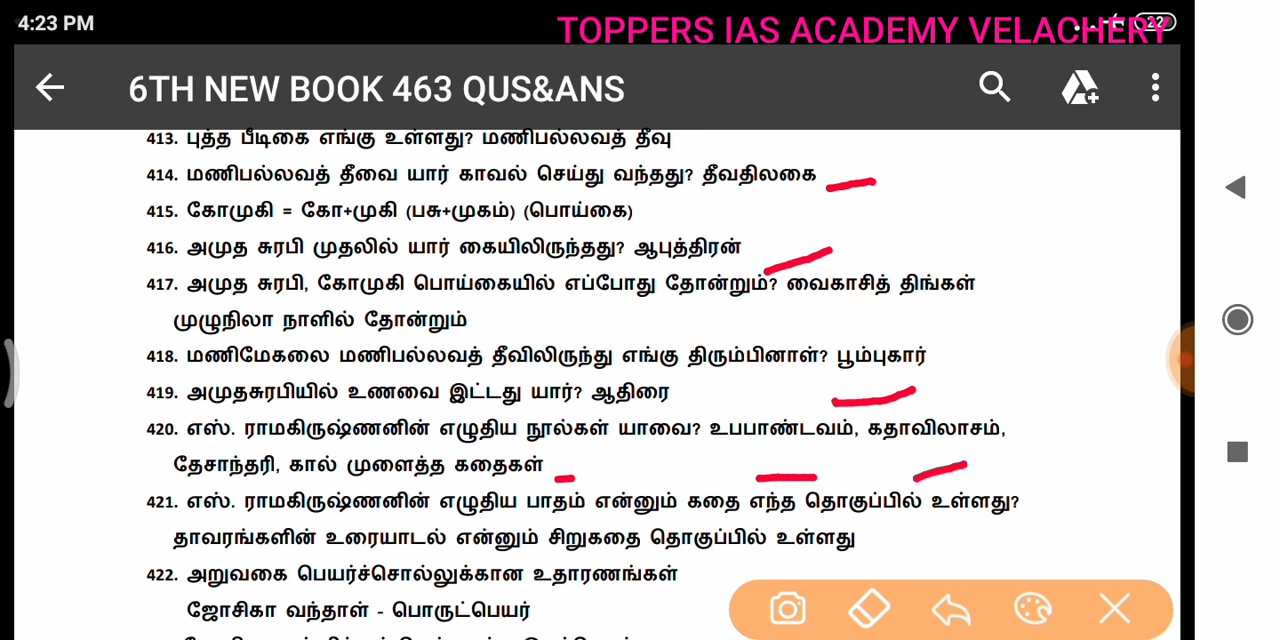 4:23 PM
TOPPERS IAS ACADEMY VELACHERY
22
6TH NEW BOOK 463 QUS&ANS
413. புத்த பீடிகை எங்கு உள்ளது? மணிபல்லவத் தீவு
414. மணிபல்லவத் தீவை யார் காவல் செய்து வந்தது? தீவதிலகை
415. கோமுகி = கோ+முகி (பசு+முகம்) (பொய்கை)
416. அமுத சுரபி முதலில் யார் கையிலிருந்தது? ஆபுத்திரன்
417. அமுத சுரபி, கோமுகி பொய்கையில் எப்போது தோன்றும்? வைகாசித் திங்கள்
முழுநிலா நாளில் தோன்றும்
418. மணிமேகலை மணிபல்லவத் தீவிலிருந்து எங்கு திரும்பினாள்? பூம்புகார்
419. அமுதசுரபியில் உணவை இட்டது யார்? ஆதிரை
420. எஸ். ராமகிருஷ்ணனின் எழுதிய நூல்கள் யாவை? உபபாண்டவம், கதாவிலாசம்,
தேசாந்தரி, கால் முளைத்த கதைகள்
421. எஸ். ராமகிருஷ்ணனின் எழுதிய பாதம் என்னும் கதை எந்த தொகுப்பில் உள்ளது?
தாவரங்களின் உரையாடல் என்னும் சிறுகதை தொகுப்பில் உள்ளது
422. அறுவகை பெயர்ச்சொல்லுக்கான உதாரணங்கள்
ஜோசிகா வந்தாள் - பொருட்பெயர்